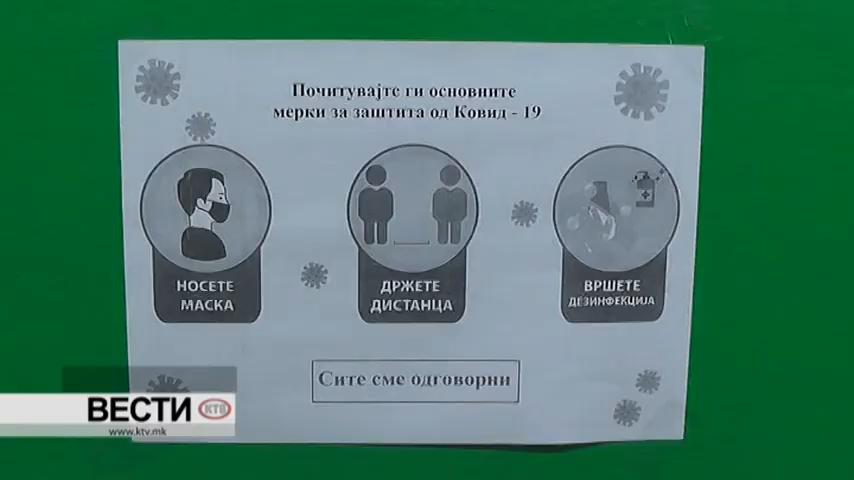 Почитувајте ги основните
мерки за заштита од Ковид - 19
НОСЕТЕ
МАСКА
ДРЖЕТЕ
ДИСТАНЦА
ВРШЕТЕ
ДЕЗИНФЕКЦИЈА
Сите сме одговорни
ВЕСТИ КТВ
www.ktv.mk